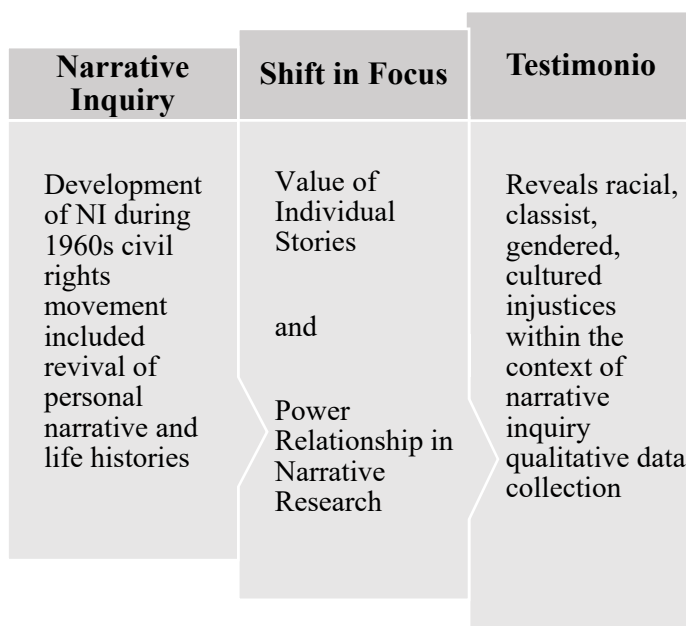 Narrative
Inquiry
Development
of NI during
1960s civil
rights
movement
included
revival of
personal
narrative and
life histories
Shift in Focus
Value of
Individual
Stories
and
Power
Relationship in
Narrative
Research
Testimonio
Reveals racial,
classist,
gendered,
cultured
injustices
within the
context of
narrative
inquiry
qualitative data
collection